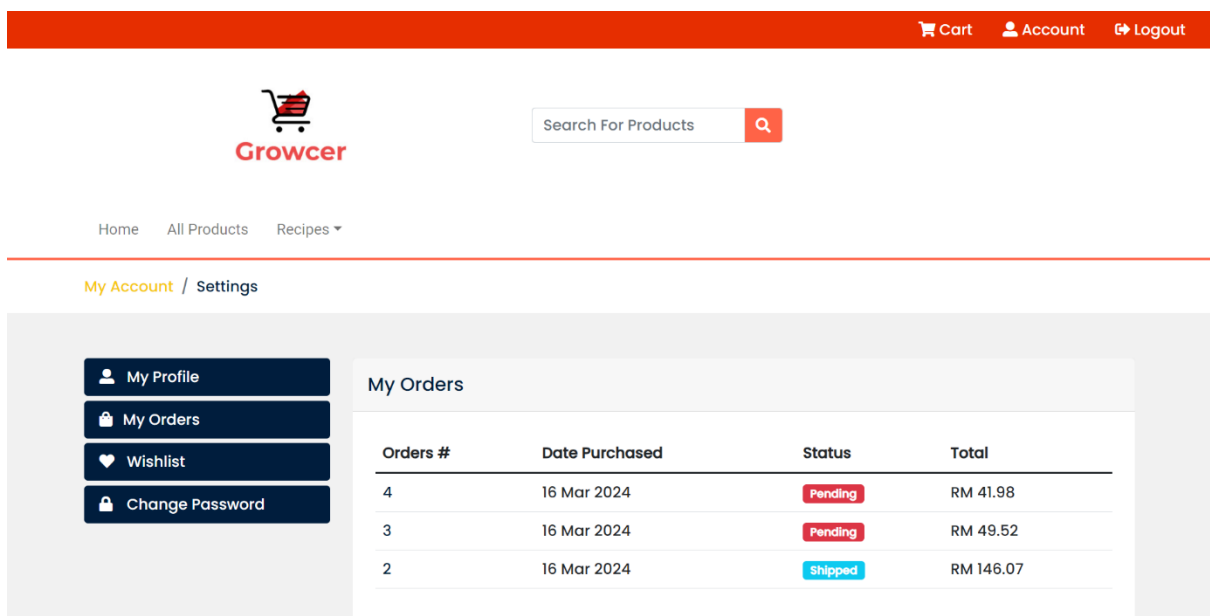 Cart Account Logout
Growcer
Search For Products
Home All Products Recipes
My Account / Settings
My Profile
My Orders
Wishlist
Change Password
My Orders
Orders # Date Purchased Status Total
4 16 Mar 2024 Pending RM 41.98
3 16 Mar 2024 Pending RM 49.52
2 16 Mar 2024 Shipped RM 146.07